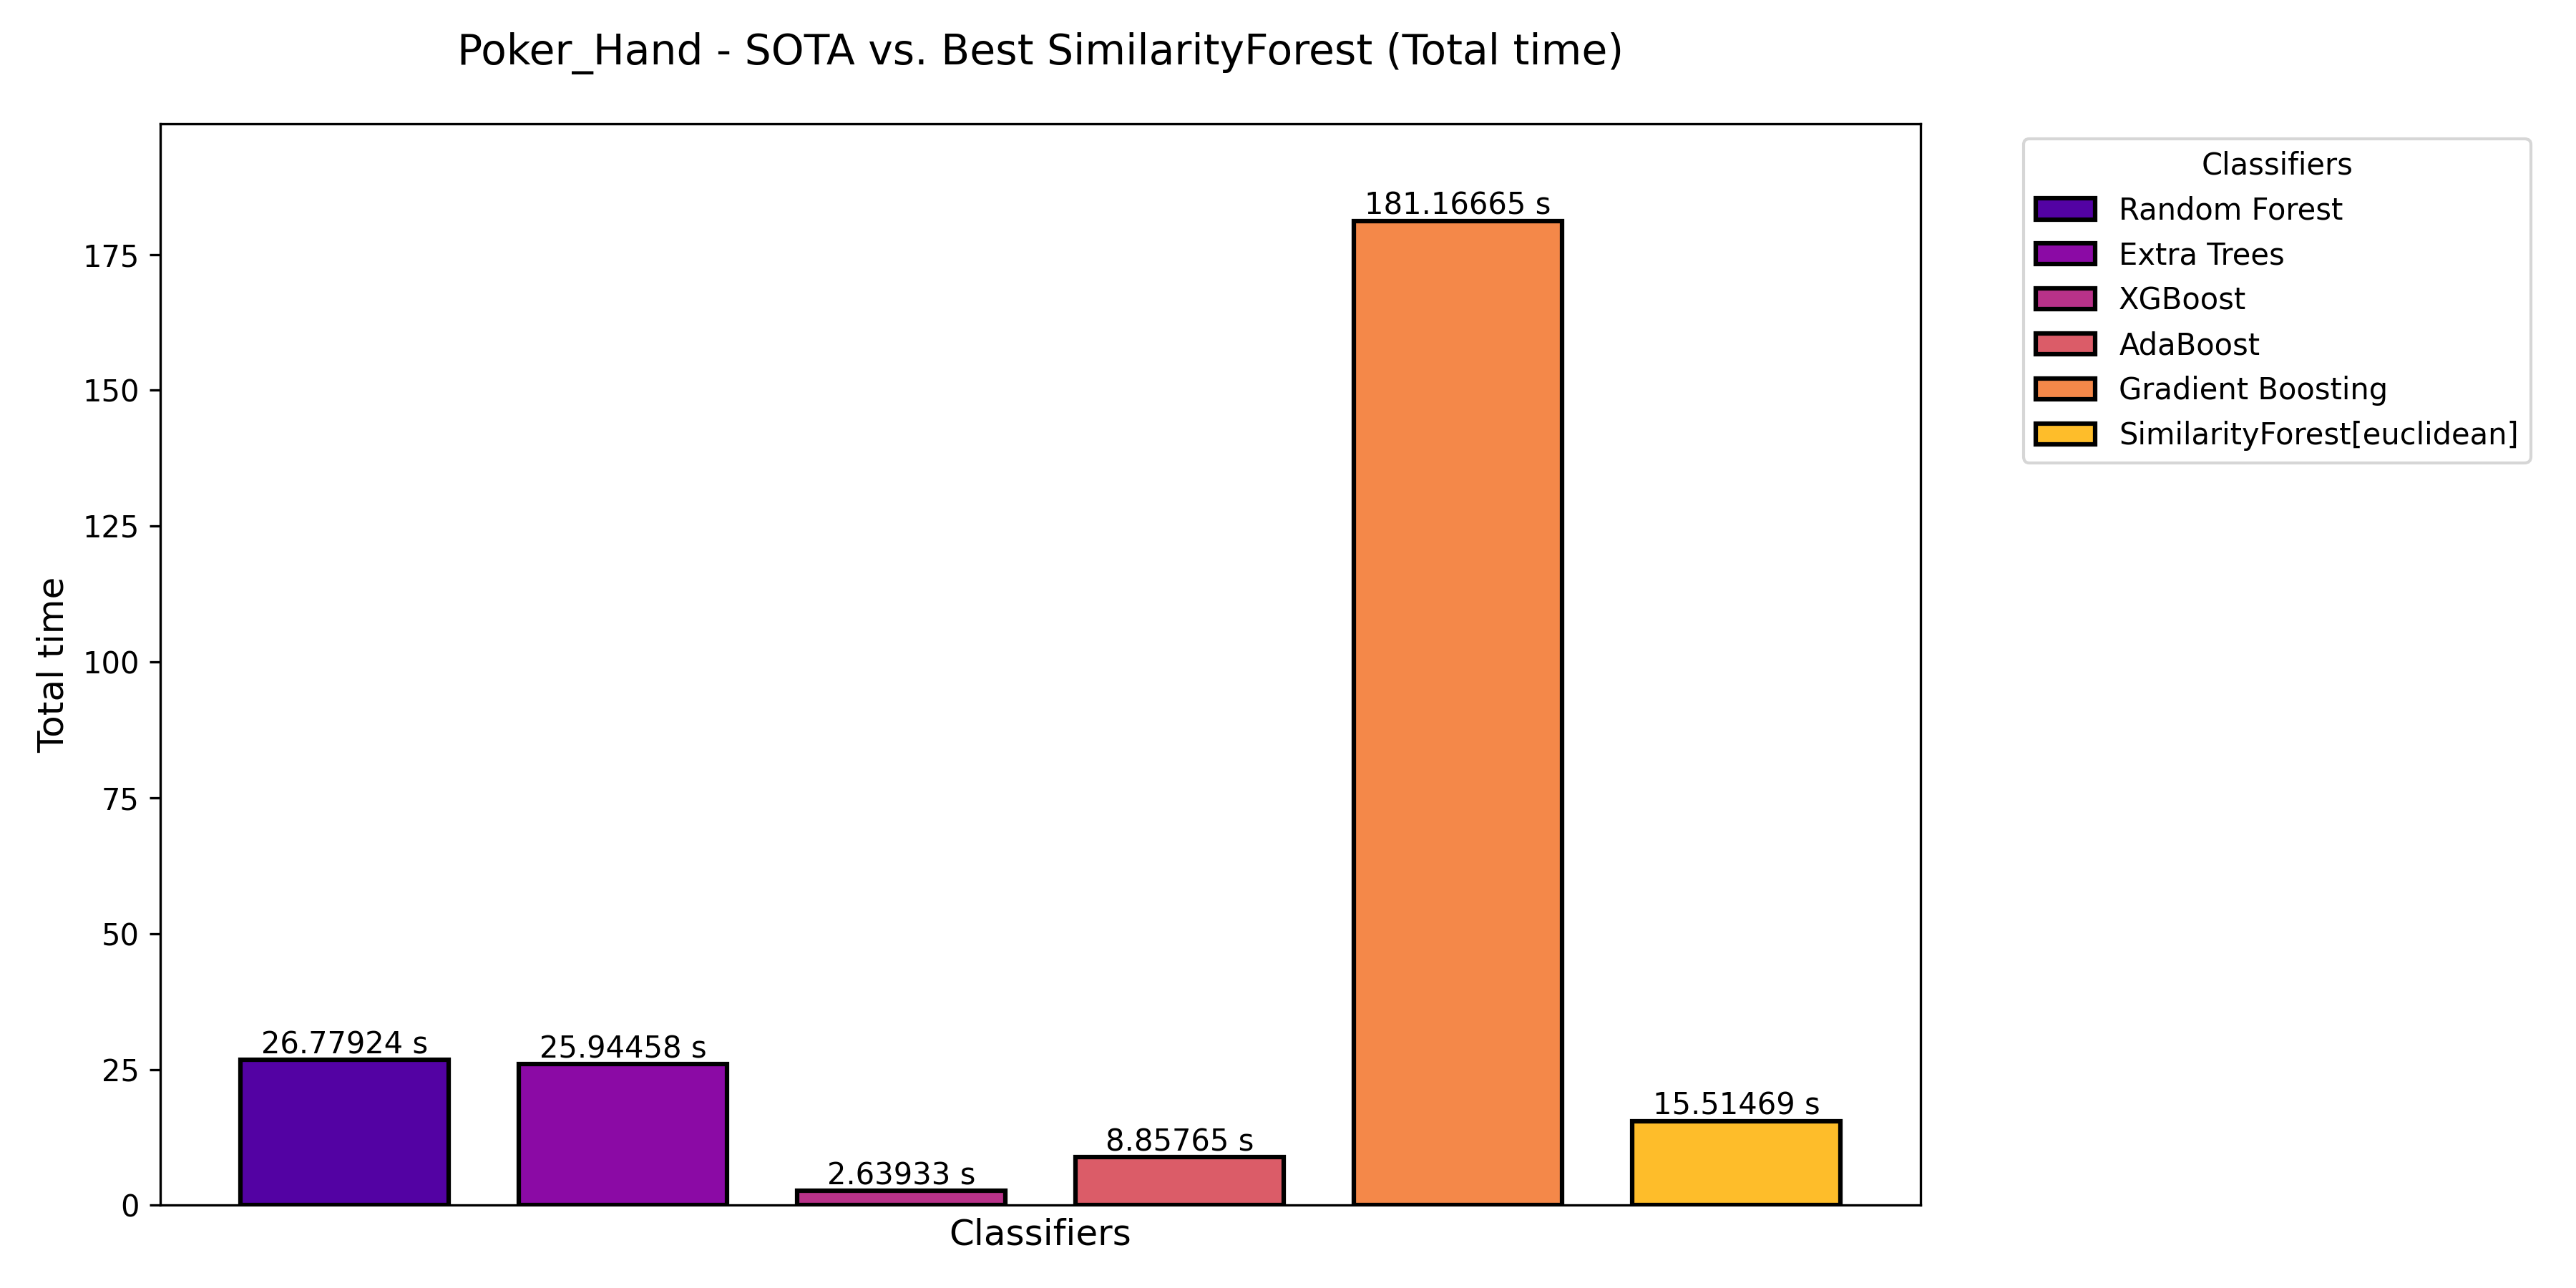 Poker_Hand - SOTA vs. Best SimilarityForest (Total time)
Total time
175
150
125
100
75
50
25
0
26.77924 s
25.94458 s
2.63933 s
8.85765 s
181.16665 s
15.51469 s
Classifiers
Classifiers
Random Forest
Extra Trees
XGBoost
AdaBoost
Gradient Boosting
SimilarityForest[euclidean]